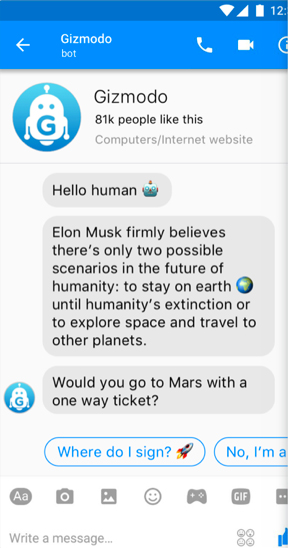 12:
Gizmodo
bot
Gizmodo
81k people like this
Computers/Internet website
G
Hello human 🤖
Elon Musk firmly believes
there's only two possible
scenarios in the future of
humanity: to stay on earth 🌍
until humanity's extinction or
to explore space and travel to
other planets.
Would you go to Mars with a
one way ticket?
Where do I sign? 🚀
No, I'm a
Aa
GIF
Write a message...